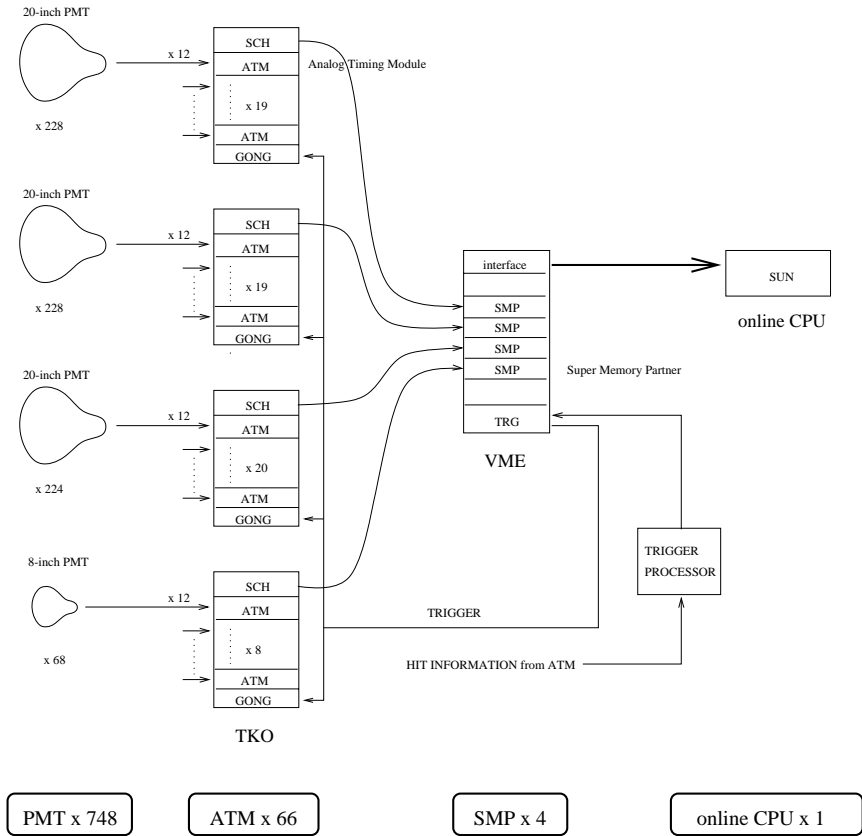 20-inch PMT
x 228
x 12
SCH
ATM
x 19
ATM
GONG
Analog Timing Module
20-inch PMT
x 228
x 12
SCH
ATM
x 19
ATM
GONG
20-inch PMT
x 224
x 12
SCH
ATM
x 20
ATM
GONG
8-inch PMT
x 68
x 12
SCH
ATM
x 8
ATM
GONG
TKO
interface
SMP
SMP
SMP
SMP
TRG
VME
Super Memory Partner
SUN
online CPU
TRIGGER
PROCESSOR
TRIGGER
HIT INFORMATION from ATM
PMT x 748
ATM x 66
SMP x 4
online CPU x 1